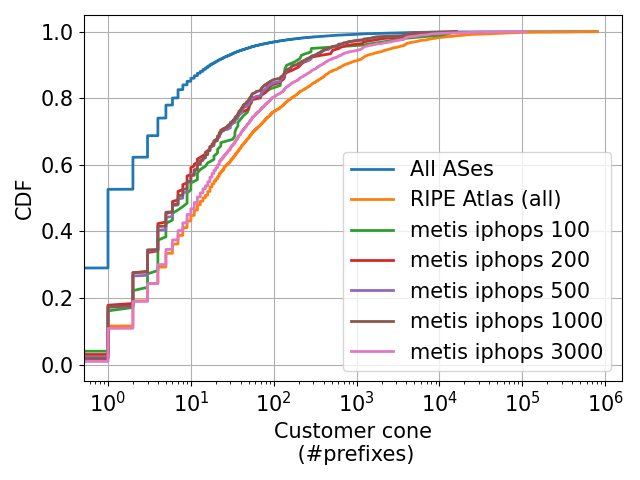 1.0
0.8
0.6
0.4
0.2
0.0
CDF
All ASes
RIPE Atlas (all)
metis iphops 100
metis iphops 200
metis iphops 500
metis iphops 1000
metis iphops 3000
10⁰ 10¹ 10² 10³ 10⁴ 10⁵ 10⁶
Customer cone
(#prefixes)